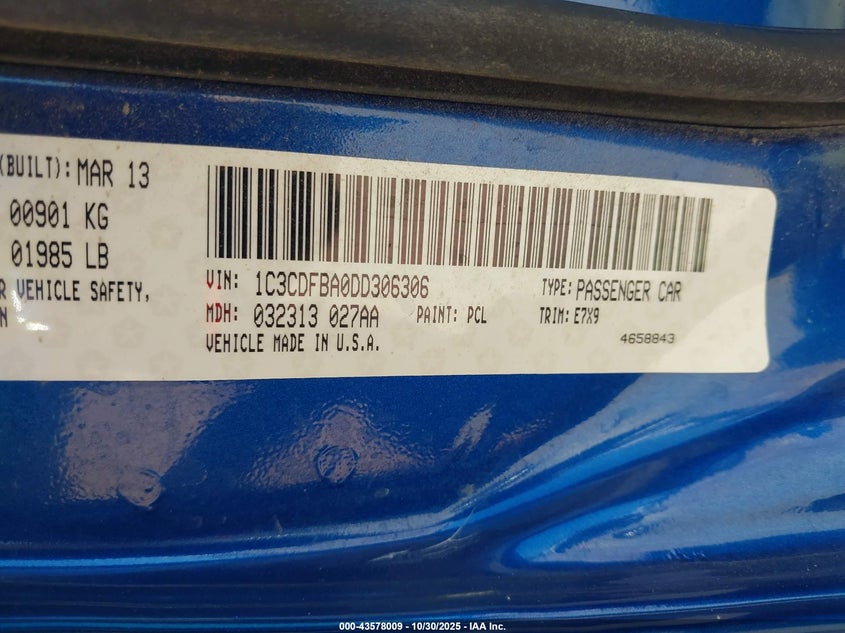 (BUILT): MAR 13
00901 KG
01985 LB
R VEHICLE SAFETY,
N
VIN: 1C3CDFBA0DD306306 TYPE: PASSENGER CAR
MDH: 032313 027AA PAINT: PCL TRIM: E7X9
VEHICLE MADE IN U.S.A. 4658843
000-43578009 - 10/30/2025 - IAA Inc.